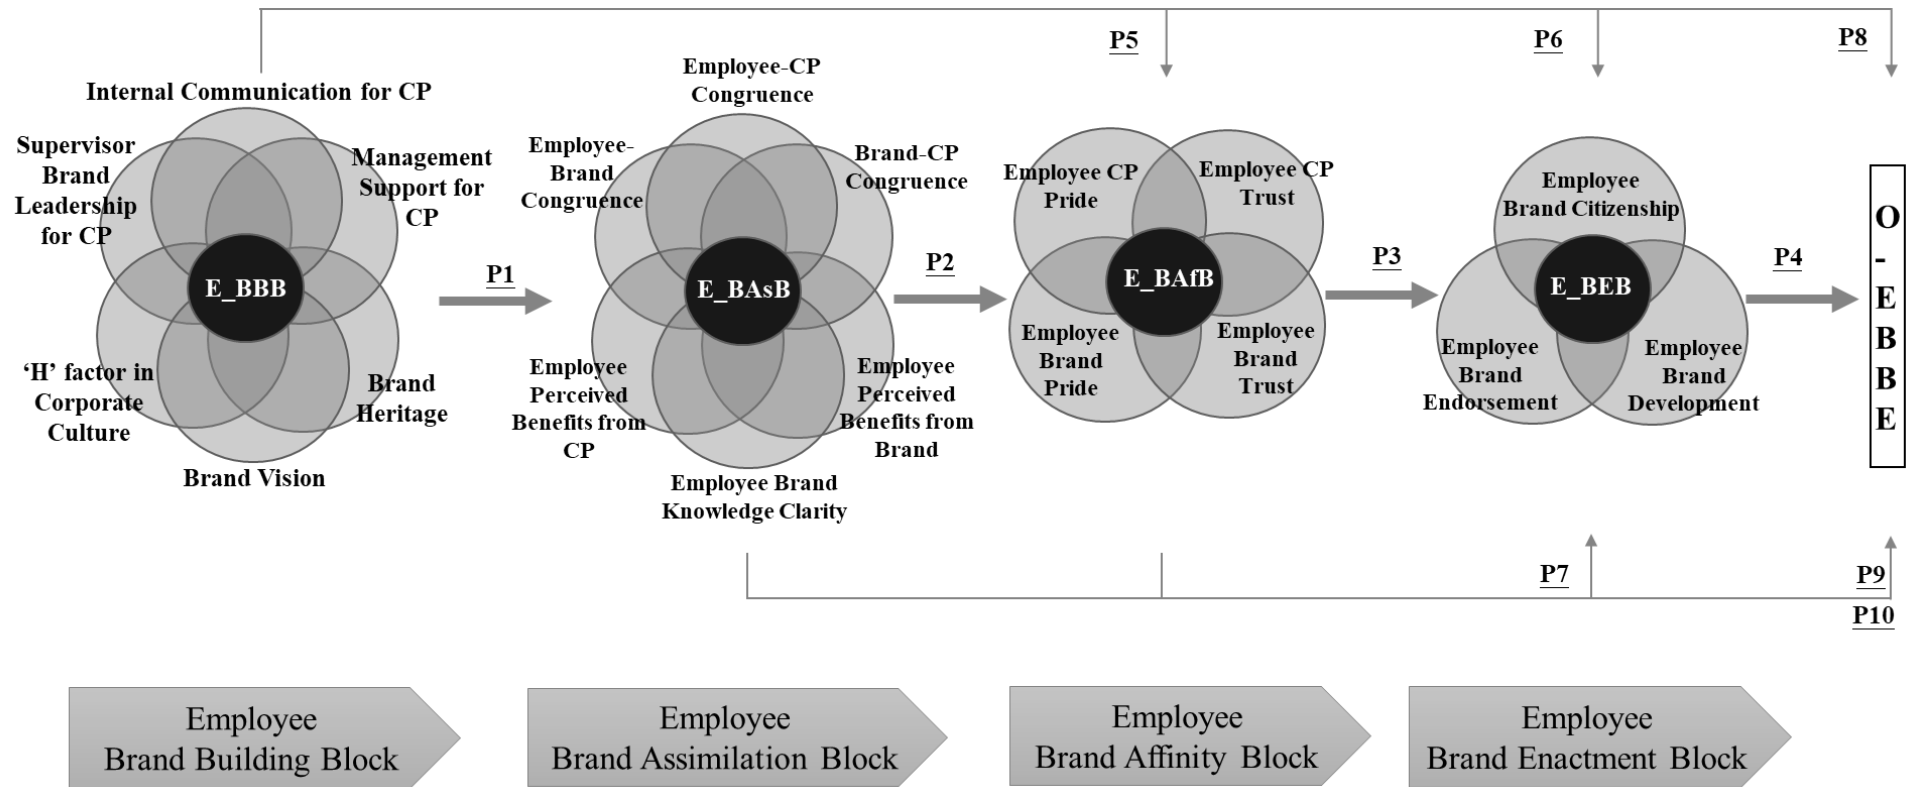 P5
P6
P8
Internal Communication for CP
Supervisor
Brand
Leadership
for CP
Management
Support for
CP
E_BBB
‘H’ factor in
Corporate
Culture
Brand
Heritage
Brand Vision
P1
Employee-CP
Congruence
Employee-
Brand
Congruence
Brand-CP
Congruence
E_BAsB
Employee
Perceived
Benefits from
CP
Employee
Perceived
Benefits from
Brand
Employee Brand
Knowledge Clarity
P2
Employee CP
Pride
Employee CP
Trust
E_BAfB
Employee
Brand
Pride
Employee
Brand
Trust
P3
Employee
Brand Citizenship
E_BEB
Employee
Brand
Endorsement
Employee
Brand
Development
P4
O
-
E
B
B
E
P7
P9
P10
Employee
Brand Building Block
Employee
Brand Assimilation Block
Employee
Brand Affinity Block
Employee
Brand Enactment Block